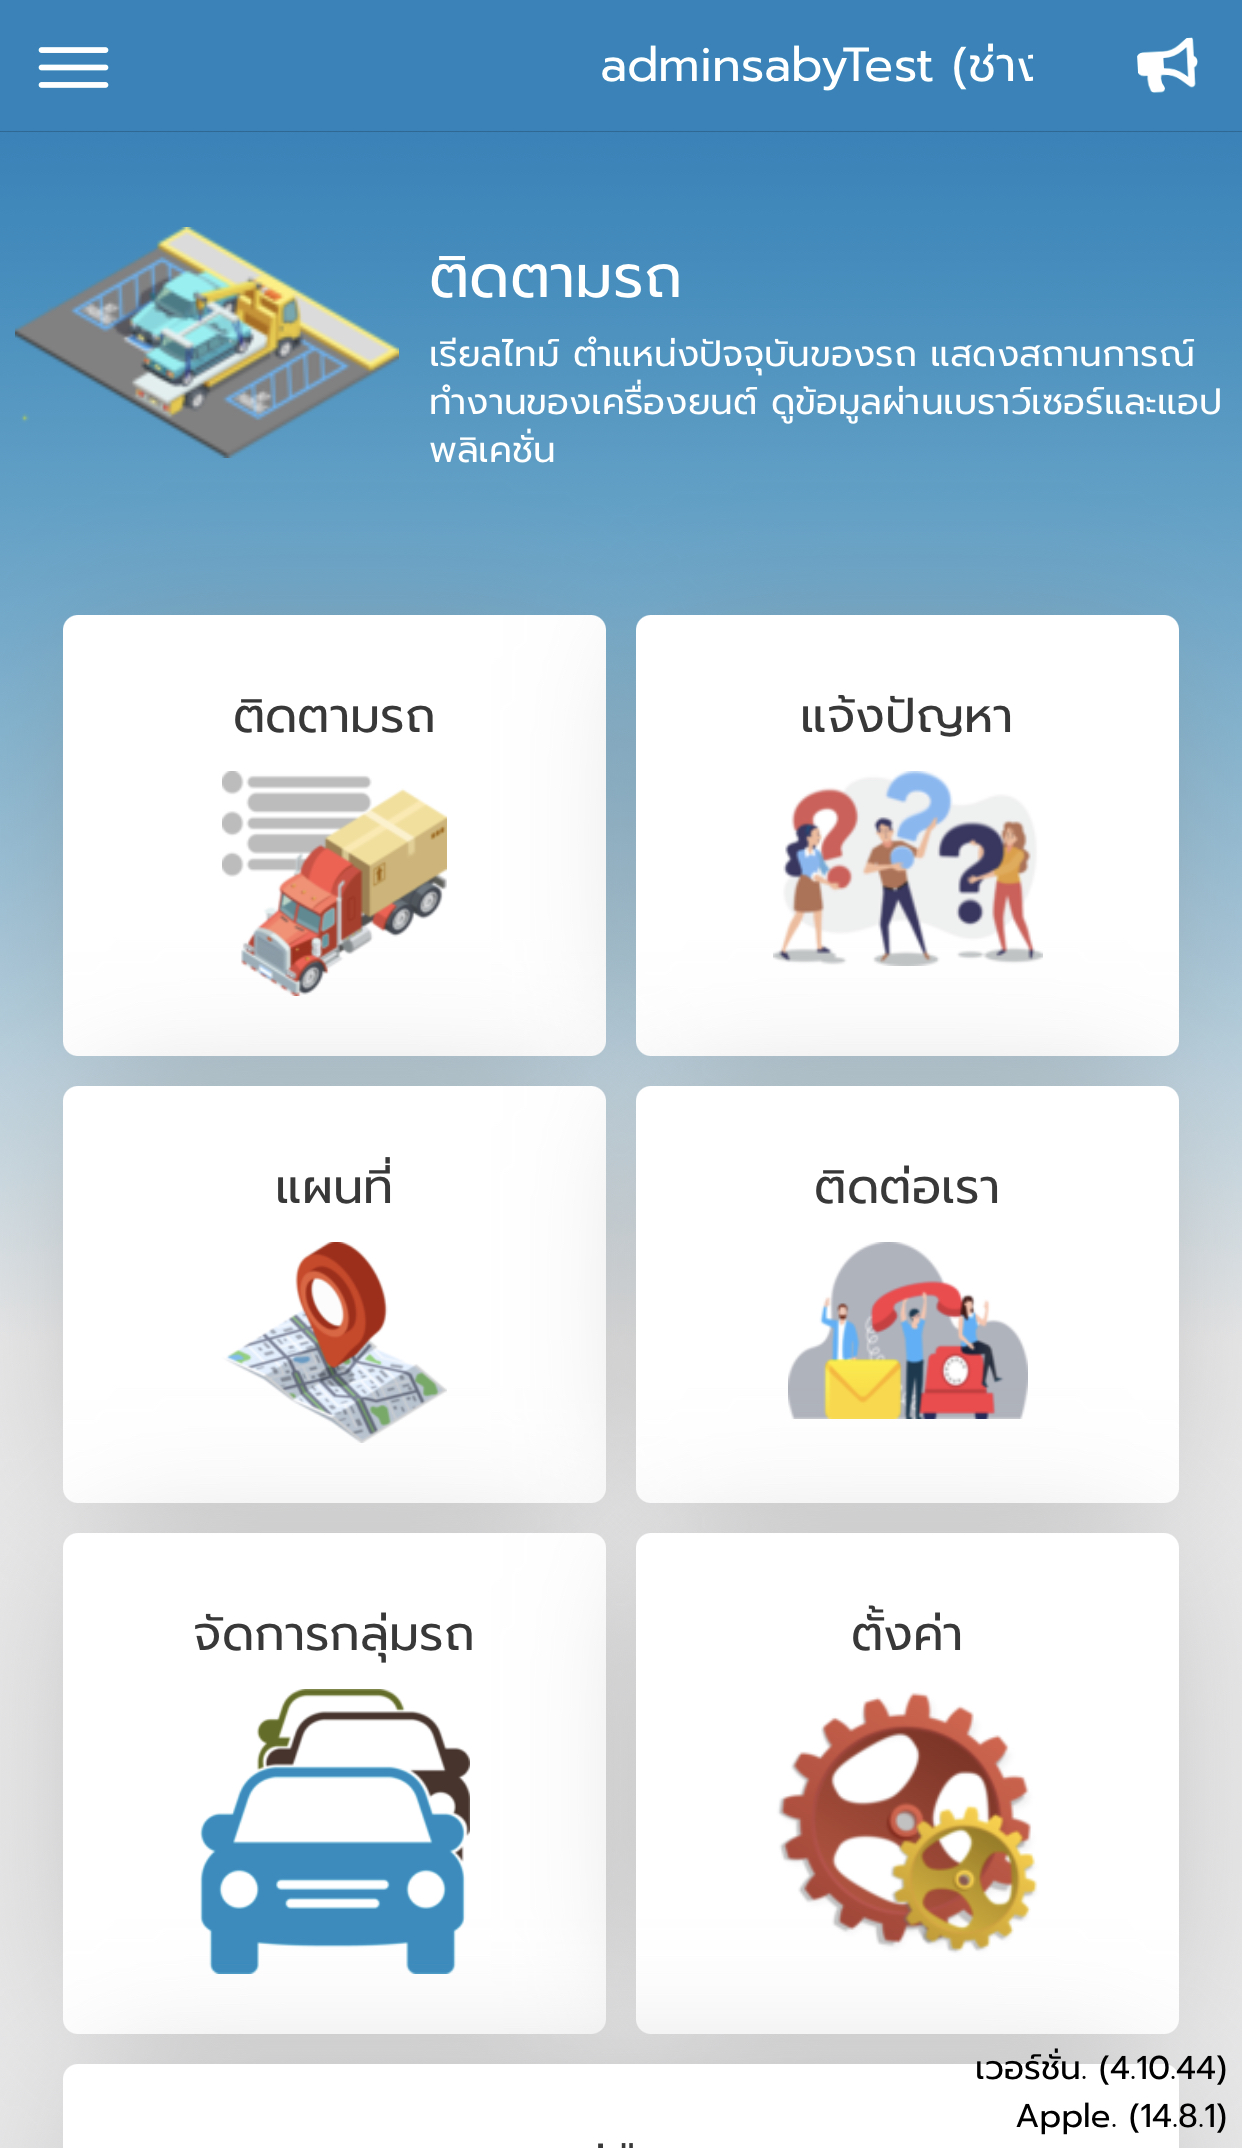 adminsabyTest (ช่าง
ติดตามรถ
เรียลไทม์ ตำแหน่งปัจจุบันของรถ แสดงสถานการณ์
ทำงานของเครื่องยนต์ ดูข้อมูลผ่านเบราว์เซอร์และแอป
พลิเคชั่น
ติดตามรถ
แจ้งปัญหา
แผนที่
ติดต่อเรา
จัดการกลุ่มรถ
ตั้งค่า
เวอร์ชั่น. (4.10.44)
Apple. (14.8.1)